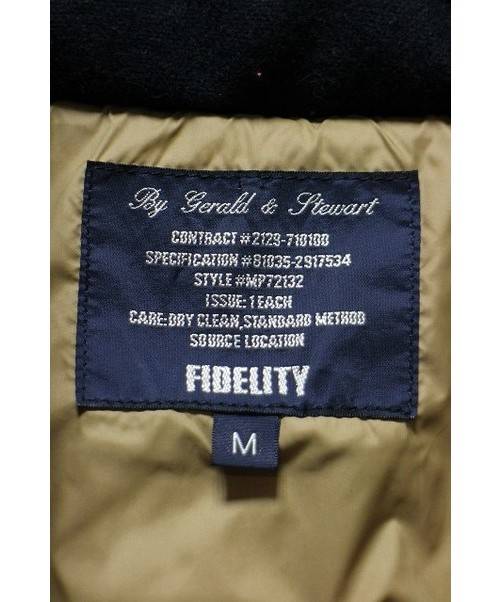 By Gerald & Stewart
CONTRACT #2129-710100
SPECIFICATION #81035-2917534
STYLE #MP72132
ISSUE: 1 EACH
CARE: DRY CLEAN, STANDARD METHOD
SOURCE LOCATION
FIDELITY
M